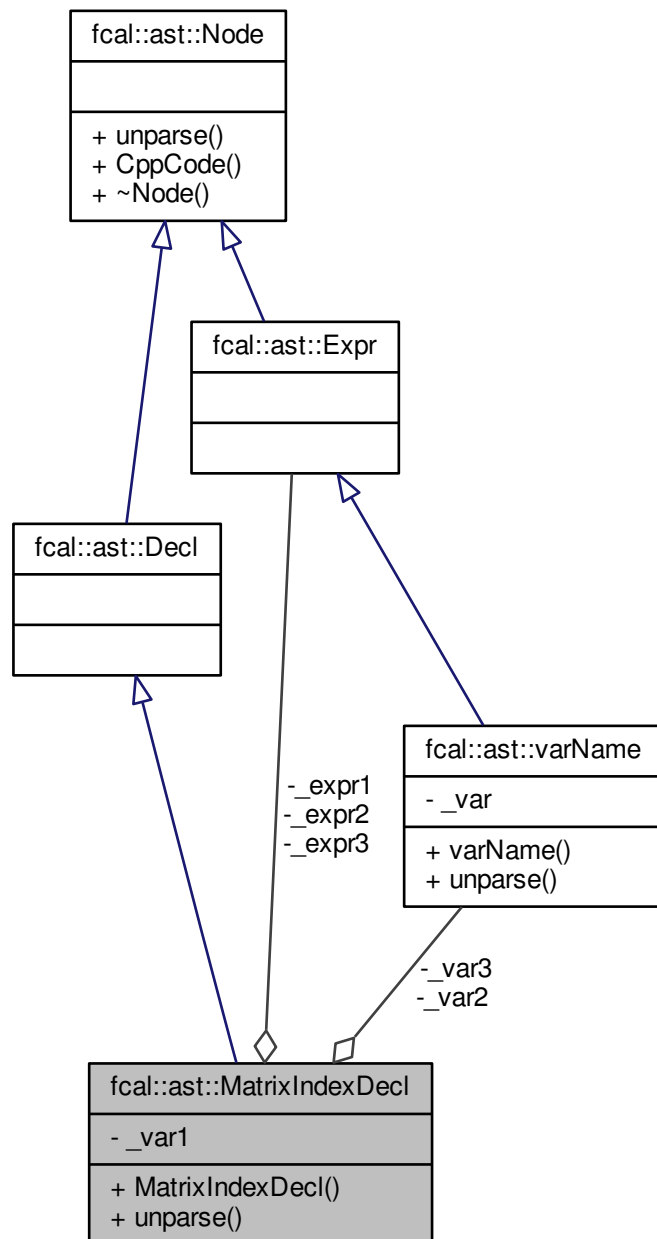 fcal::ast::Node
+ unparse()
+ CppCode()
+ ~Node()
fcal::ast::Expr
fcal::ast::Decl
fcal::ast::varName
- _var
+ varName()
+ unparse()
-_expr1
-_expr2
-_expr3
-_var3
-_var2
fcal::ast::MatrixIndexDecl
- _var1
+ MatrixIndexDecl()
+ unparse()